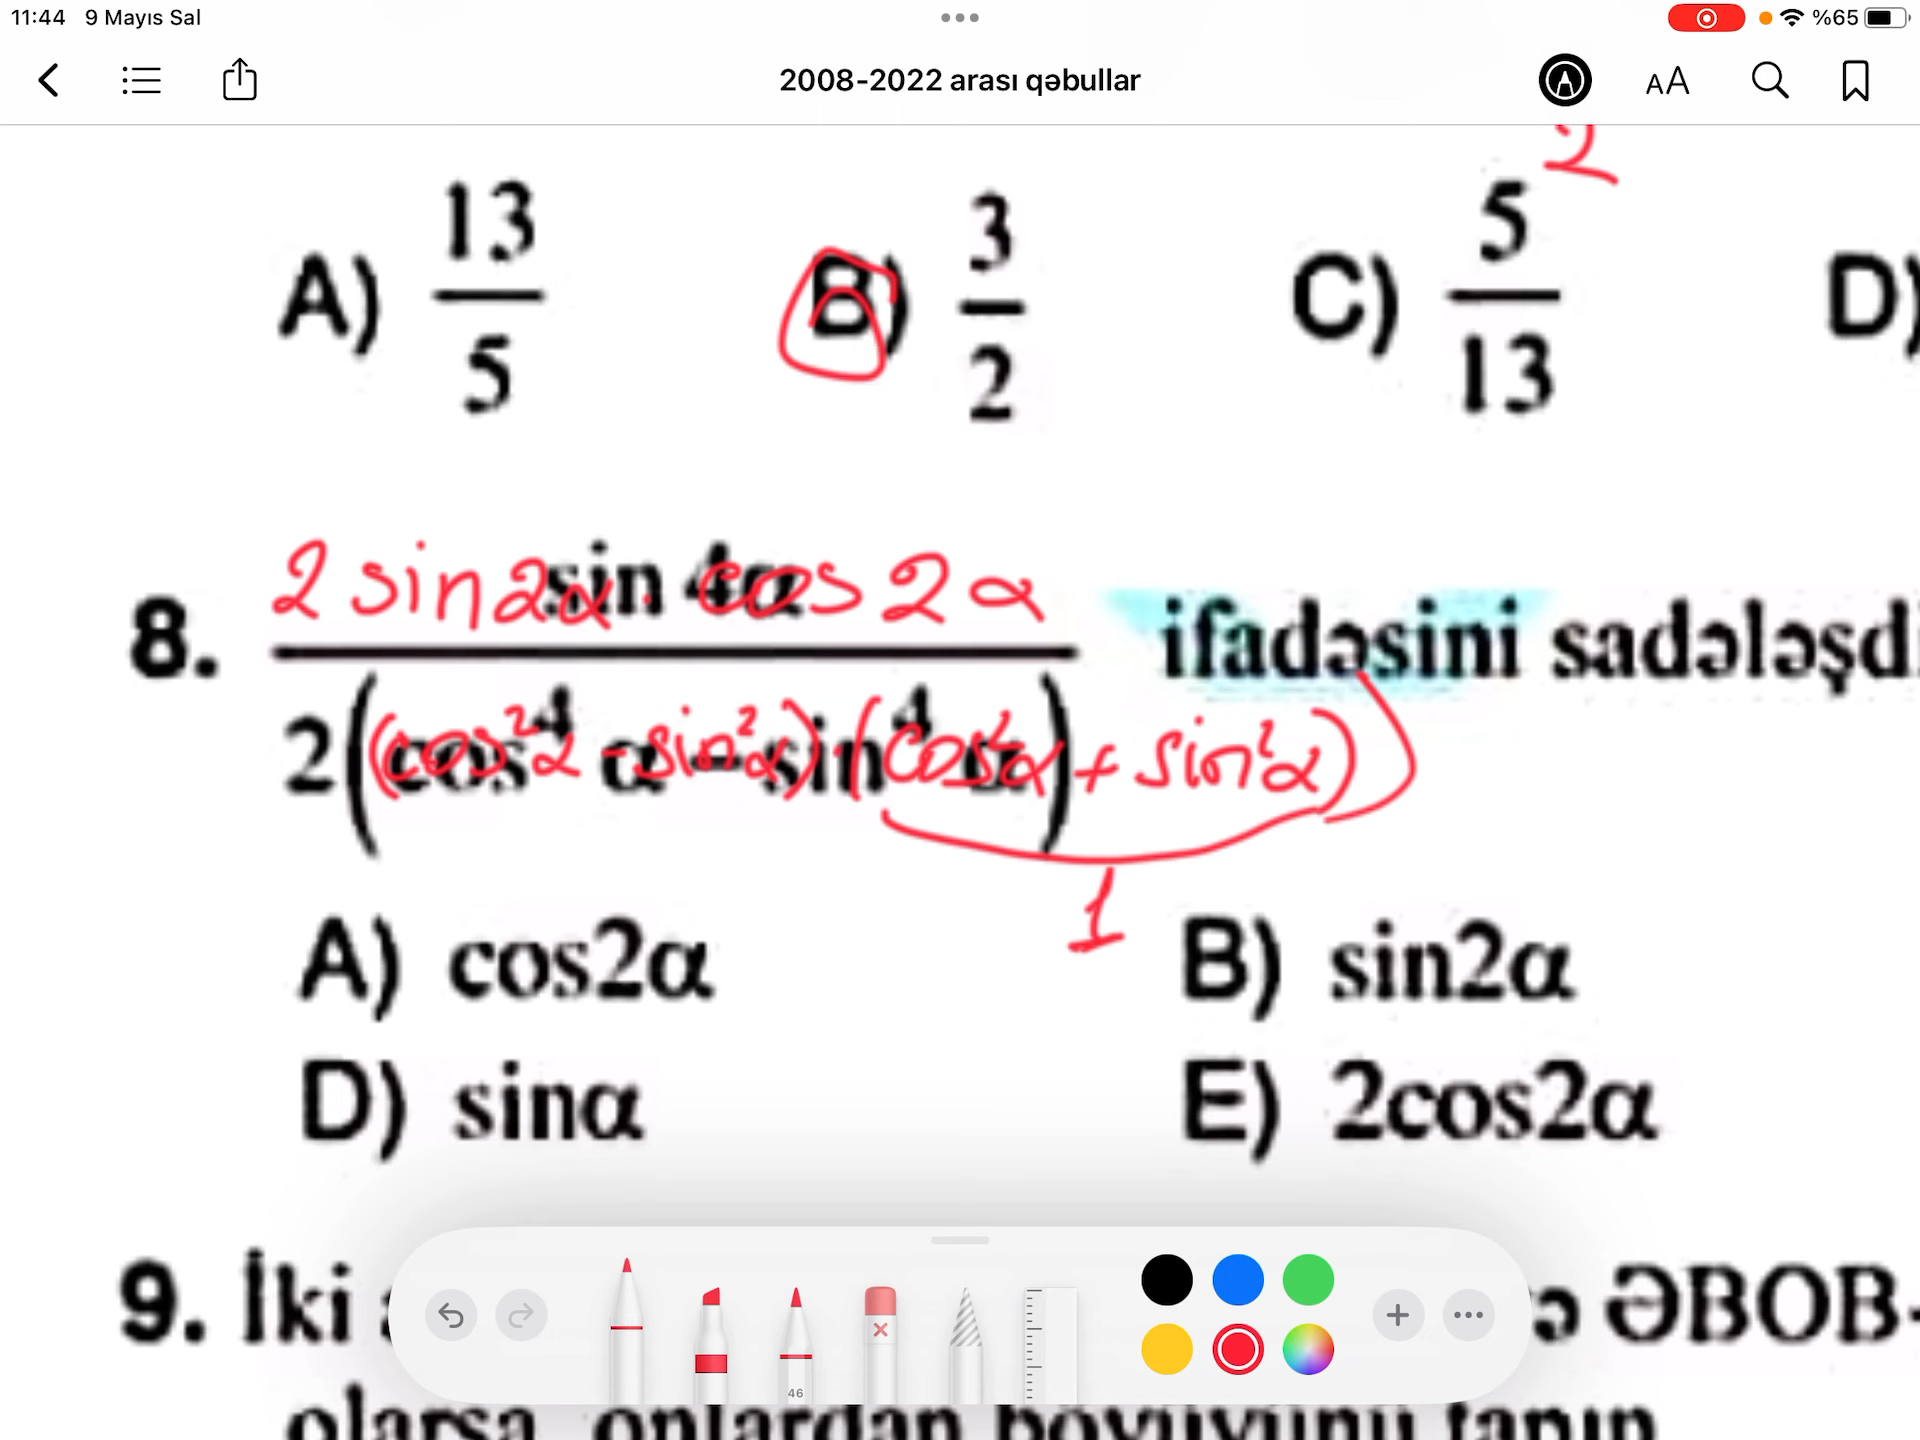 11:44 9 Mayıs Sal %65
2008-2022 arası qəbullar
AA
2
A) 13/5 B) 3/2 C) 5/13 D)
8. sin 4α / 2(cos⁴ α – sin⁴ α) ifadəsini sadələşd
2 sin2α · cos 2α
(cos²α - sin²α) · (cos²α + sin²α))
1
A) cos2α B) sin2α
D) sinα E) 2cos2α
9. İki ə ƏBOB-
46
olarsa, onlardan böyüyünü tapın